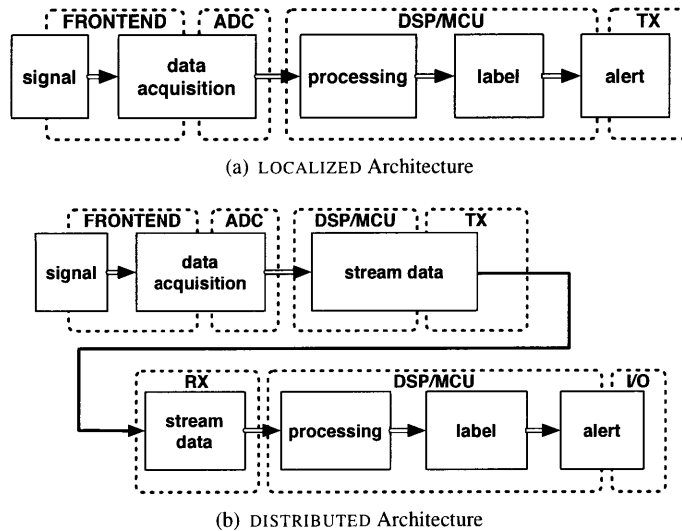 FRONTEND ADC DSP/MCU TX
signal data acquisition processing label alert
(a) LOCALIZED Architecture
FRONTEND ADC DSP/MCU TX
signal data acquisition stream data
RX DSP/MCU I/O
stream data processing label alert
(b) DISTRIBUTED Architecture